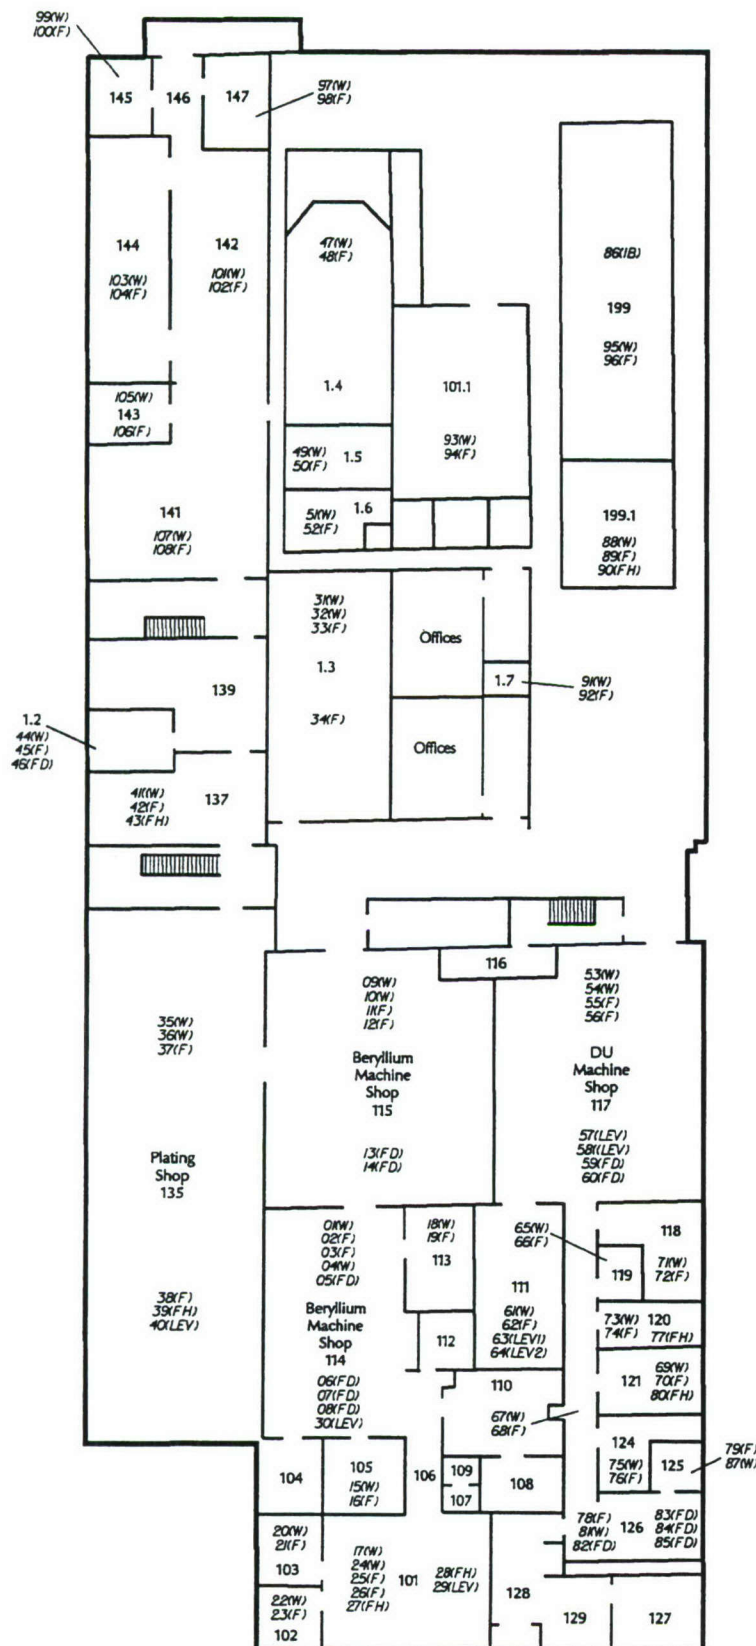 99(W)
100(F)
145
146
147
97(W)
98(F)
144
103(W)
104(F)
142
101(W)
102(F)
47(W)
48(F)
86(IB)
199
95(W)
96(F)
1.4
101.1
93(W)
94(F)
105(W)
143
106(F)
49(W) 1.5
50(F)
51(W) 1.6
52(F)
141
107(W)
108(F)
199.1
88(W)
89(F)
90(FH)
31(W)
32(W)
33(F)
1.3
34(F)
Offices
139
1.7
91(W)
92(F)
1.2
44(W)
45(F)
46(FD)
Offices
41((W)
42(F)
43(FH)
137
116
09(W)
10(W)
11(F)
12(F)
53(W)
54(W)
55(F)
56(F)
35(W)
36(W)
37(F)
Beryllium
Machine
Shop
115
DU
Machine
Shop
117
13(FD)
14(FD)
57(LEV)
58((LEV)
59(FD)
60(FD)
Plating
Shop
135
38(F)
39(FH)
40(LEV)
01(W)
02(F)
03(F)
04(W)
05(FD)
18(W)
19(F)
113
65(W)
66(F)
118
71(W)
72(F)
119
111
61(W)
62(F)
63(LEV1)
64(LEV2)
Beryllium
Machine
Shop
114
112
73(W) 120
74(F) 77(FH)
06(FD)
07(FD)
08(FD)
30(LEV)
110
67(W)
68(F)
121
69(W)
70(F)
80(FH)
124
75(W)
76(F)
125
79(F)
87(W)
104
105
15(W)
16(F)
106
109
107
108
78(F)
81(W)
82(FD)
126
83(FD)
84(FD)
85(FD)
20(W)
21(F)
103
17(W)
24(W)
25(F)
26(F)
27(FH)
101
28(FH)
29(LEV)
22(W)
23(F)
102
128
129
127